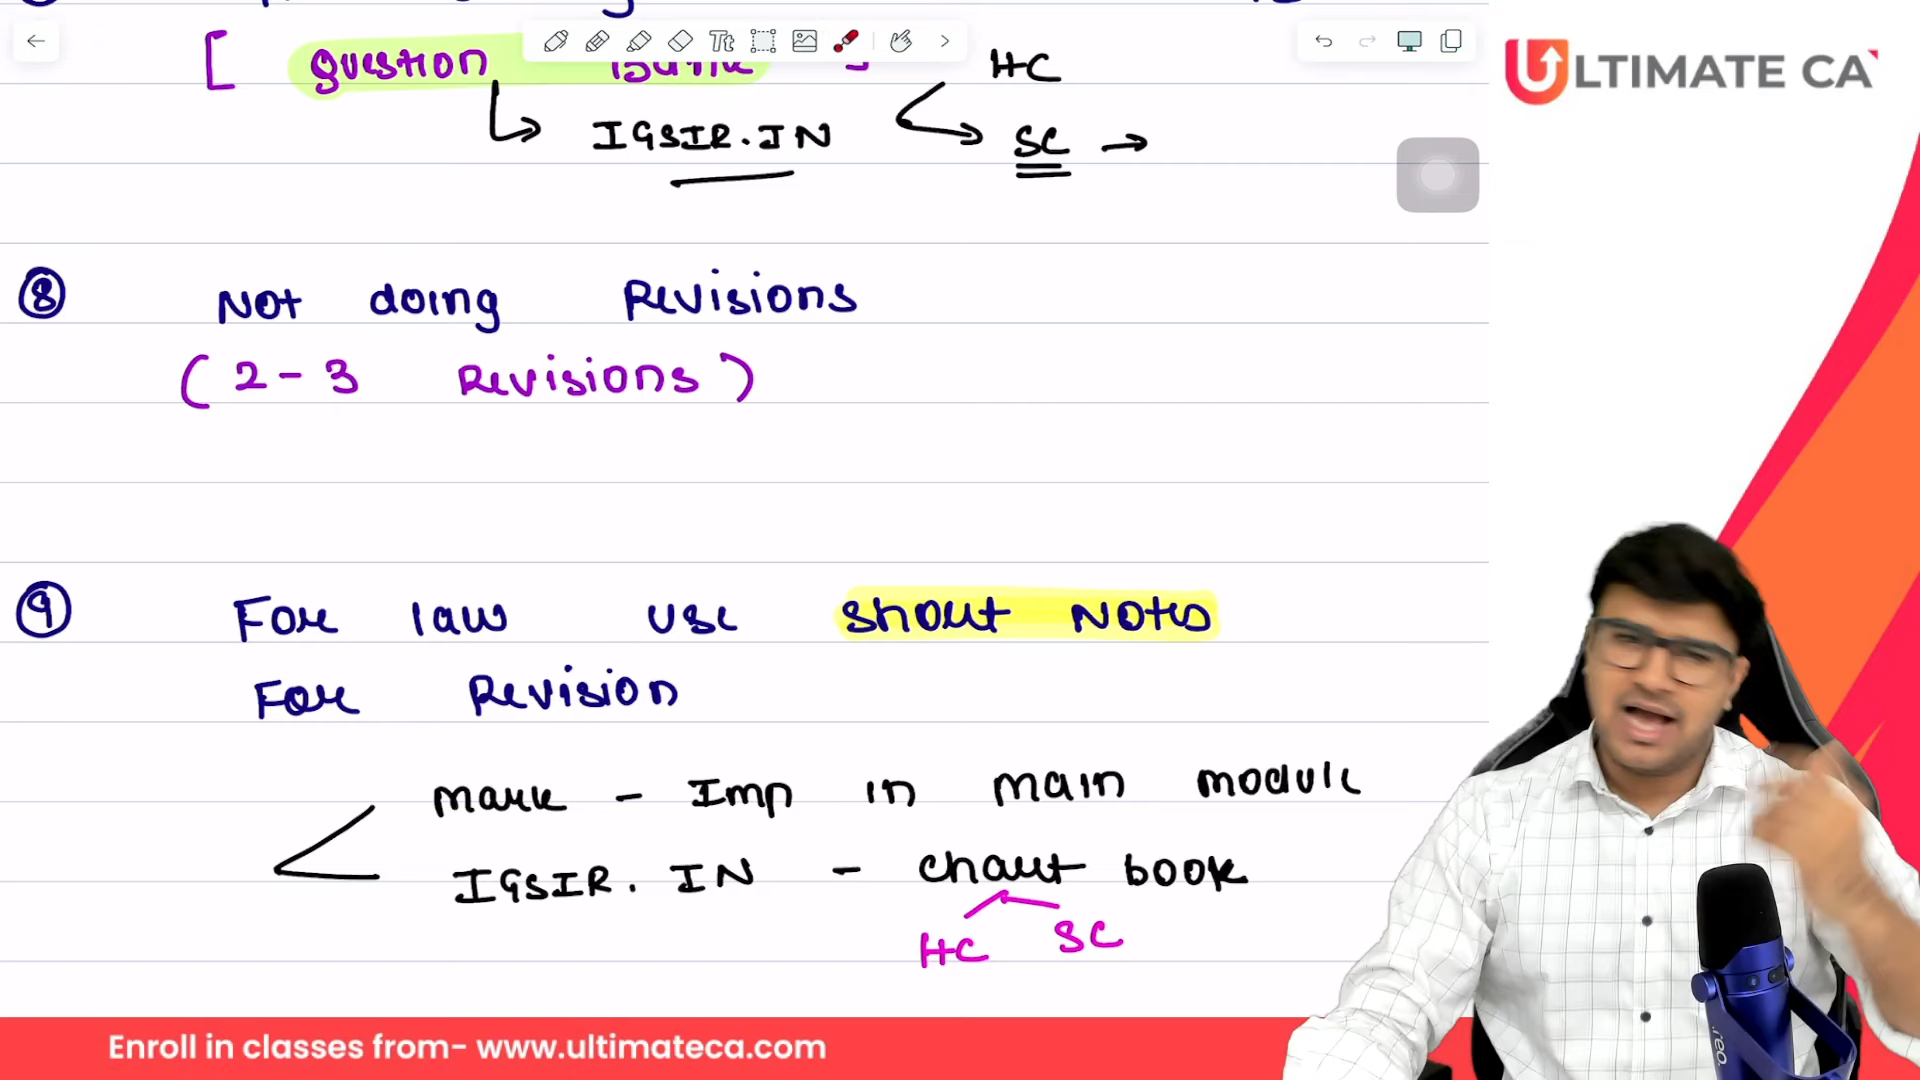 [ question
HC
IGSIR.IN
SC →
ULTIMATE CA
⑧ Not doing Revisions
( 2 - 3 Revisions )
⑨ For law use short Notes
For Revision
mark - Imp in main module
IGSIR. IN - chart book
HC SC
Enroll in classes from- www.ultimateca.com